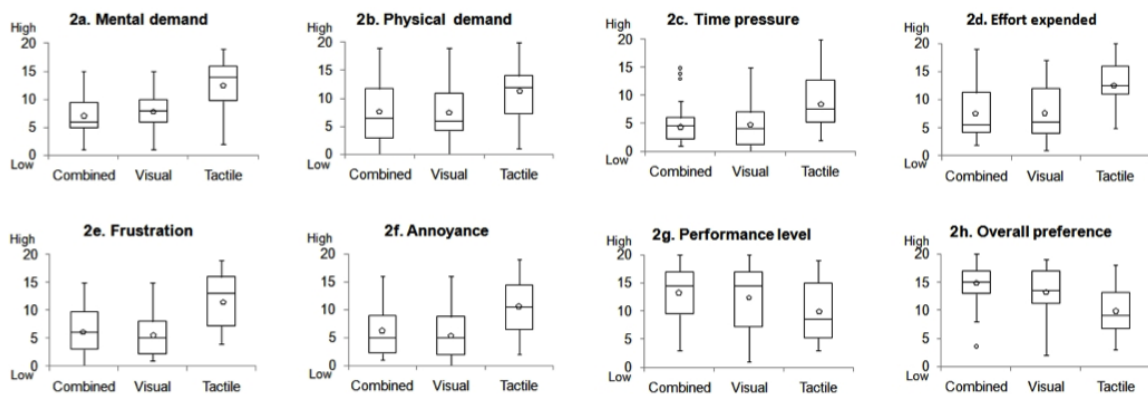 2a. Mental demand
High
20
15
10
5
0
Low
Combined Visual Tactile
2b. Physical demand
High
20
15
10
5
0
Low
Combined Visual Tactile
2c. Time pressure
High
20
15
10
5
0
Low
Combined Visual Tactile
2d. Effort expended
High
20
15
10
5
0
Low
Combined Visual Tactile
2e. Frustration
High
20
15
10
5
0
Low
Combined Visual Tactile
2f. Annoyance
High
20
15
10
5
0
Low
Combined Visual Tactile
2g. Performance level
High
20
15
10
5
0
Low
Combined Visual Tactile
2h. Overall preference
High
20
15
10
5
0
Low
Combined Visual Tactile